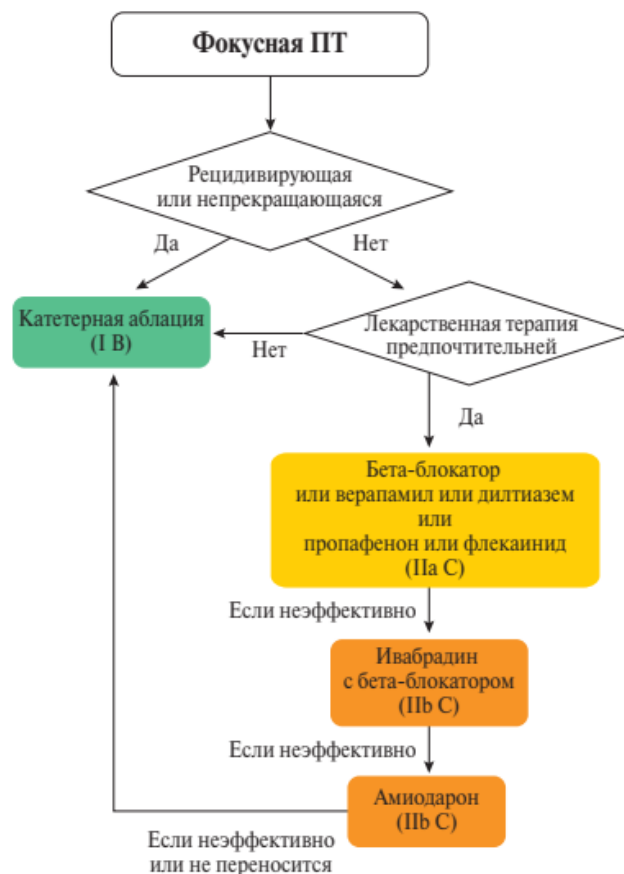 Фокусная ПТ
Рецидивирующая
или непрекращающаяся
Да
Нет
Катетерная аблация
(I B)
Нет
Лекарственная терапия
предпочтительней
Да
Бета-блокатор
или верапамил или дилтиазем
или
пропафенон или флекаинид
(IIa C)
Если неэффективно
Ивабрадин
с бета-блокатором
(IIb C)
Если неэффективно
Амиодарон
(IIb C)
Если неэффективно
или не переносится